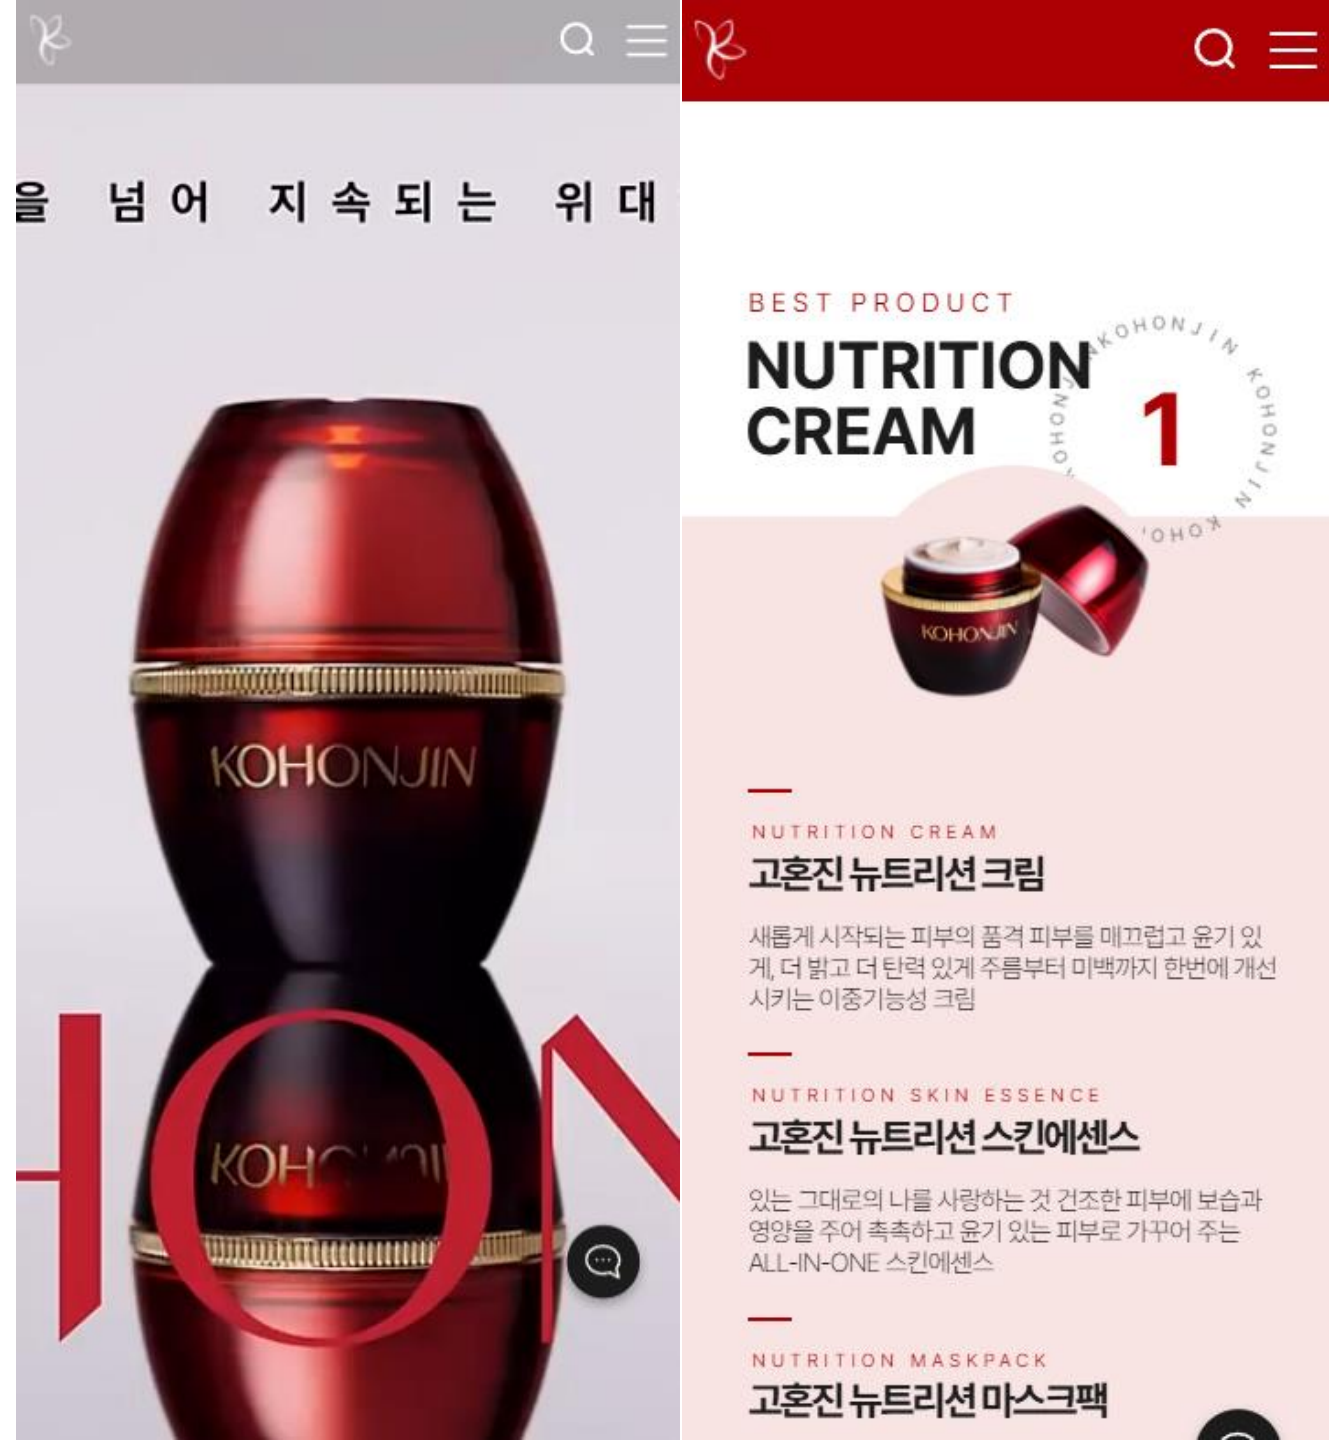 을 넘어 지속되는 위대
KOHONJIN
HON
BEST PRODUCT
NUTRITION
CREAM
KOHONJIN KOHONJIN KOHO
KOHONJ
1
KOHONJIN
NUTRITION CREAM
고혼진 뉴트리션 크림
새롭게 시작되는 피부의 품격 피부를 매끄럽고 윤기 있
게, 더 밝고 더 탄력 있게 주름부터 미백까지 한번에 개선
시키는 이중기능성 크림
NUTRITION SKIN ESSENCE
고혼진 뉴트리션 스킨에센스
있는 그대로의 나를 사랑하는 것 건조한 피부에 보습과
영양을 주어 촉촉하고 윤기 있는 피부로 가꾸어 주는
ALL-IN-ONE 스킨에센스
NUTRITION MASKPACK
고혼진 뉴트리션 마스크팩